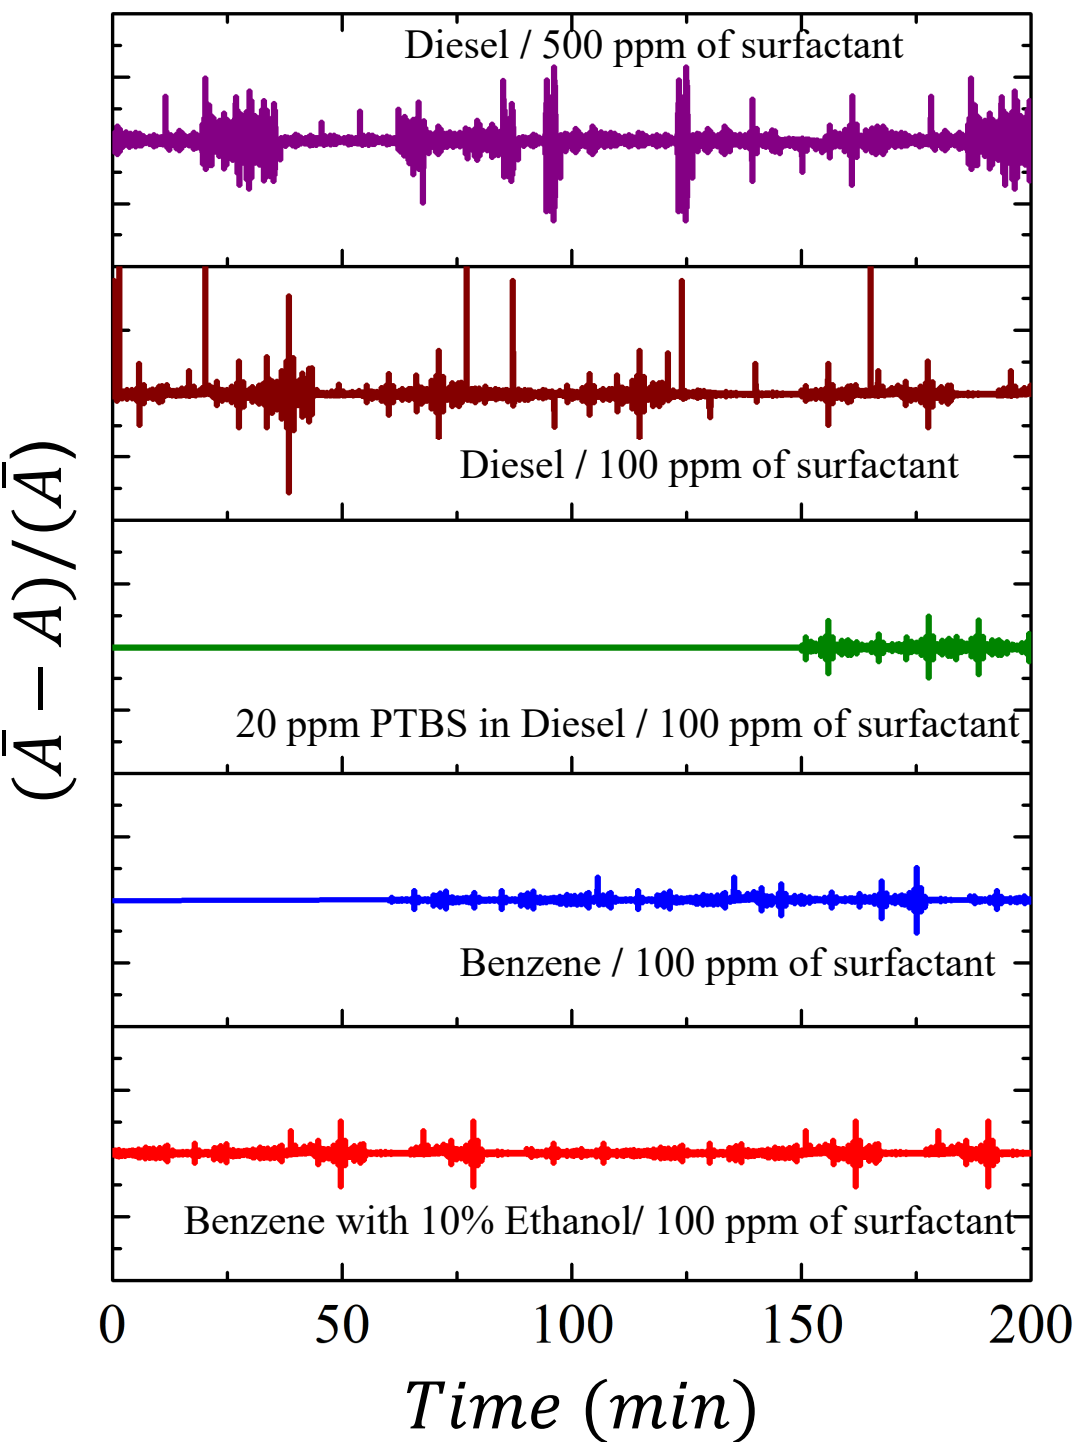 Diesel / 500 ppm of surfactant
Diesel / 100 ppm of surfactant
20 ppm PTBS in Diesel / 100 ppm of surfactant
Benzene / 100 ppm of surfactant
Benzene with 10% Ethanol/ 100 ppm of surfactant
(A̅ − A)/(A̅)
0 50 100 150 200
Time (min)